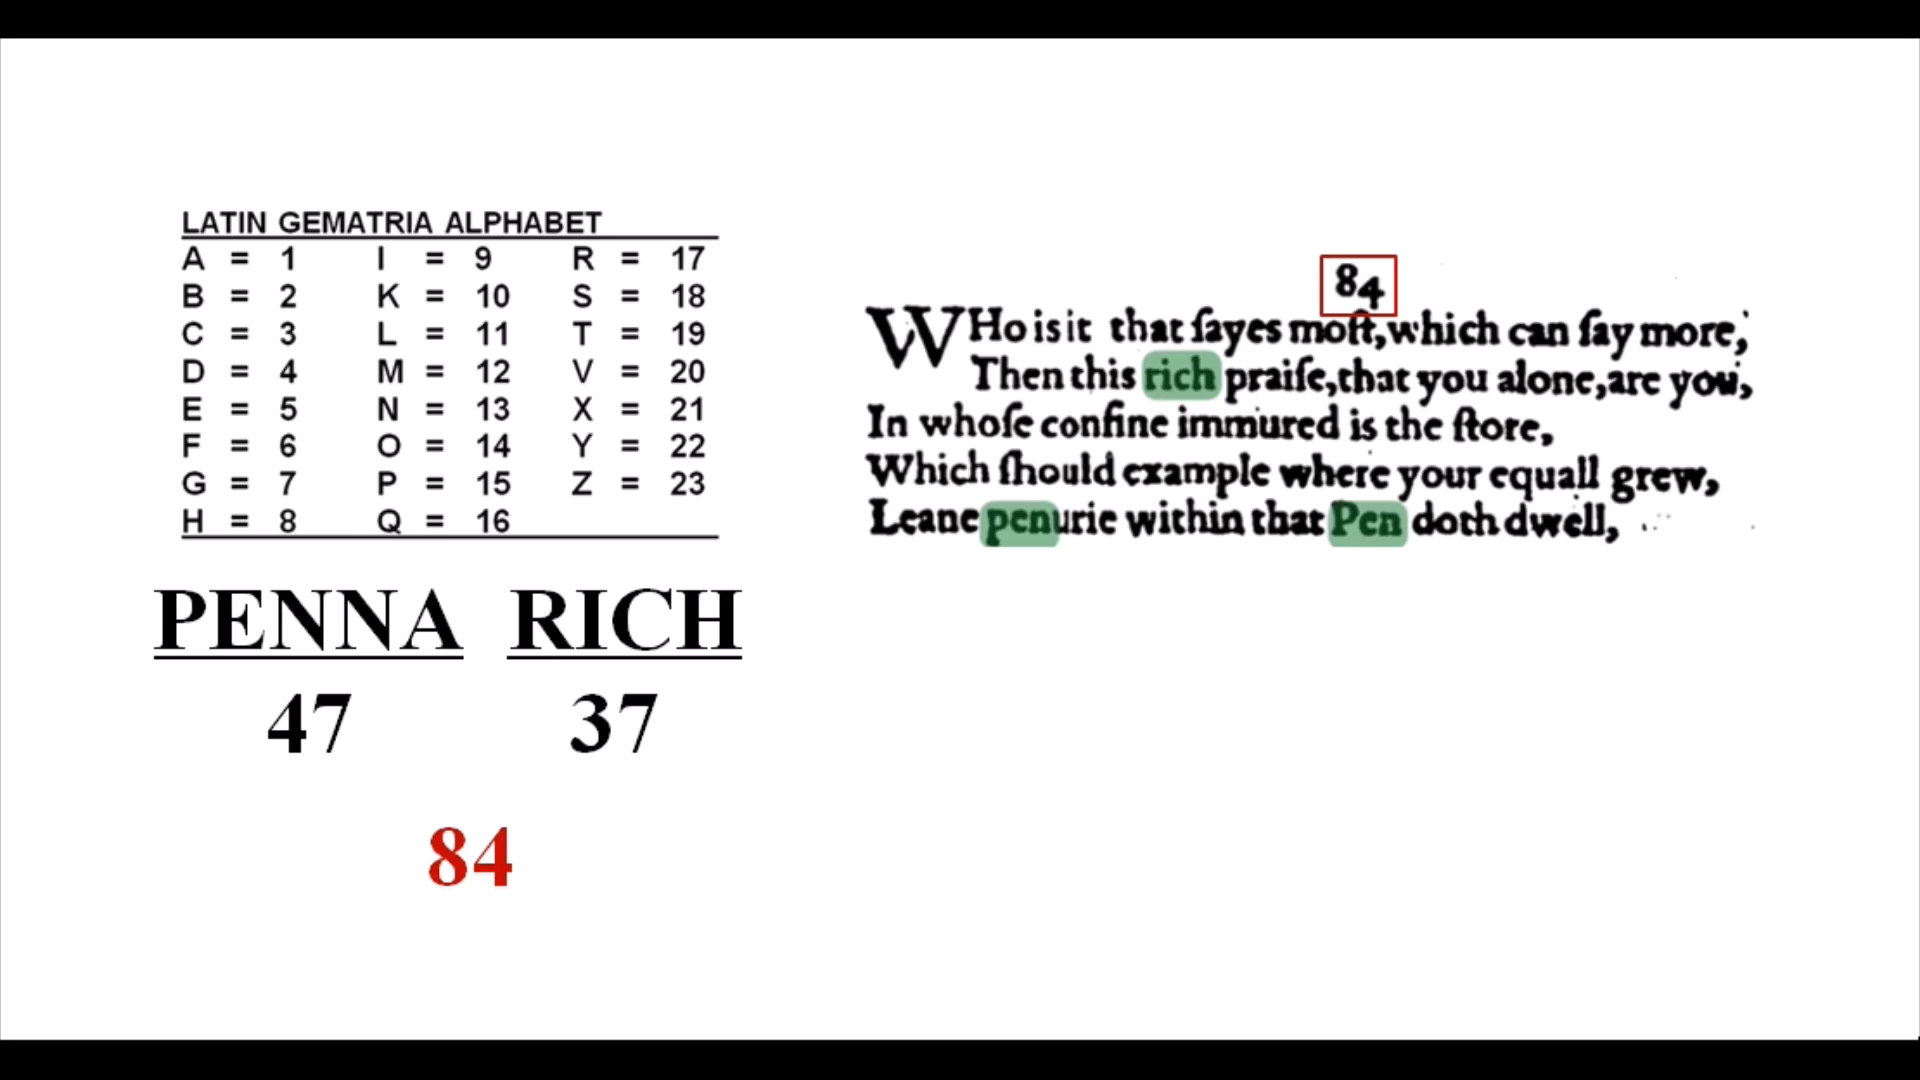 LATIN GEMATRIA ALPHABET
A = 1 I = 9 R = 17
B = 2 K = 10 S = 18
C = 3 L = 11 T = 19
D = 4 M = 12 V = 20
E = 5 N = 13 X = 21
F = 6 O = 14 Y = 22
G = 7 P = 15 Z = 23
H = 8 Q = 16
PENNA RICH
47 37
84
84
WHo is it that ſayes moſt,which can ſay more,
Then this rich praiſe,that you alone,are you,
In whoſe confine immured is the ſtore,
Which ſhould example where your equall grew,
Leane penurie within that Pen doth dwell,